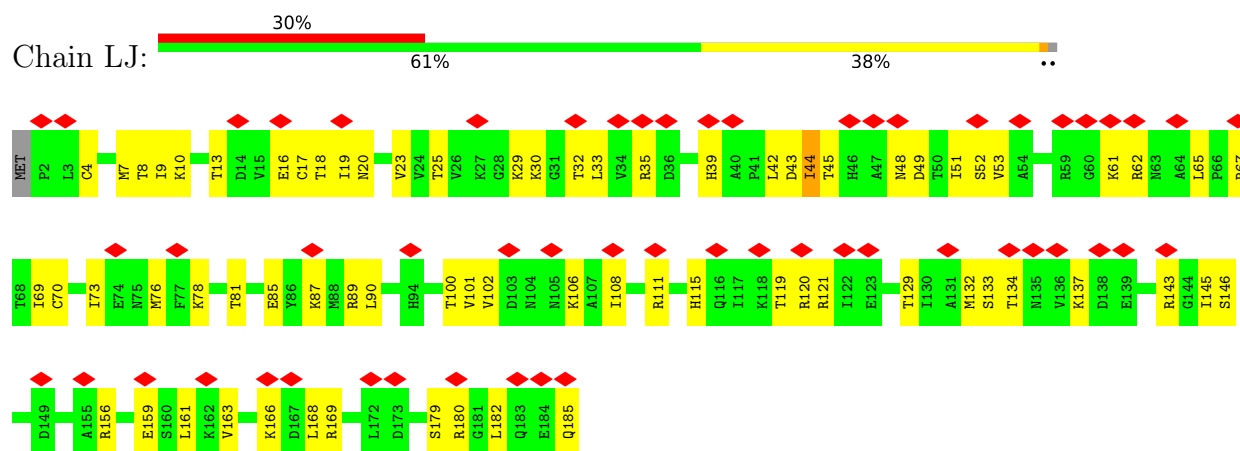 30%
Chain LJ:
61% 38% ••
MET P2 L3 C4 M7 T8 I9 K10 T13 D14 V15 E16 C17 T18 I19 N20 V23 V24 T25 V26 K27 G28 K29 K30 G31 T32 L33 V34 R35 D36 H39 A40 P41 L42 D43 I44 T45 H46 A47 N48 D49 T50 I51 S52 V53 A54 R59 G60 K61 R62 N63 A64 L65 P66
T68 I69 C70 I73 E74 N75 M76 F77 K78 T81 E85 Y86 K87 M88 R89 L90 H94 T100 V101 V102 D103 N104 N105 K106 A107 I108 R111 H115 Q116 I117 K118 T119 R120 R121 I122 E123 T129 I130 A131 M132 S133 T134 N135 V136 K137 D138 E139 R143 G144 I145 S146
D149 A155 R156 E159 S160 L161 K162 V163 K166 D167 L168 R169 L172 D173 S179 R180 G181 L182 Q183 E184 Q185